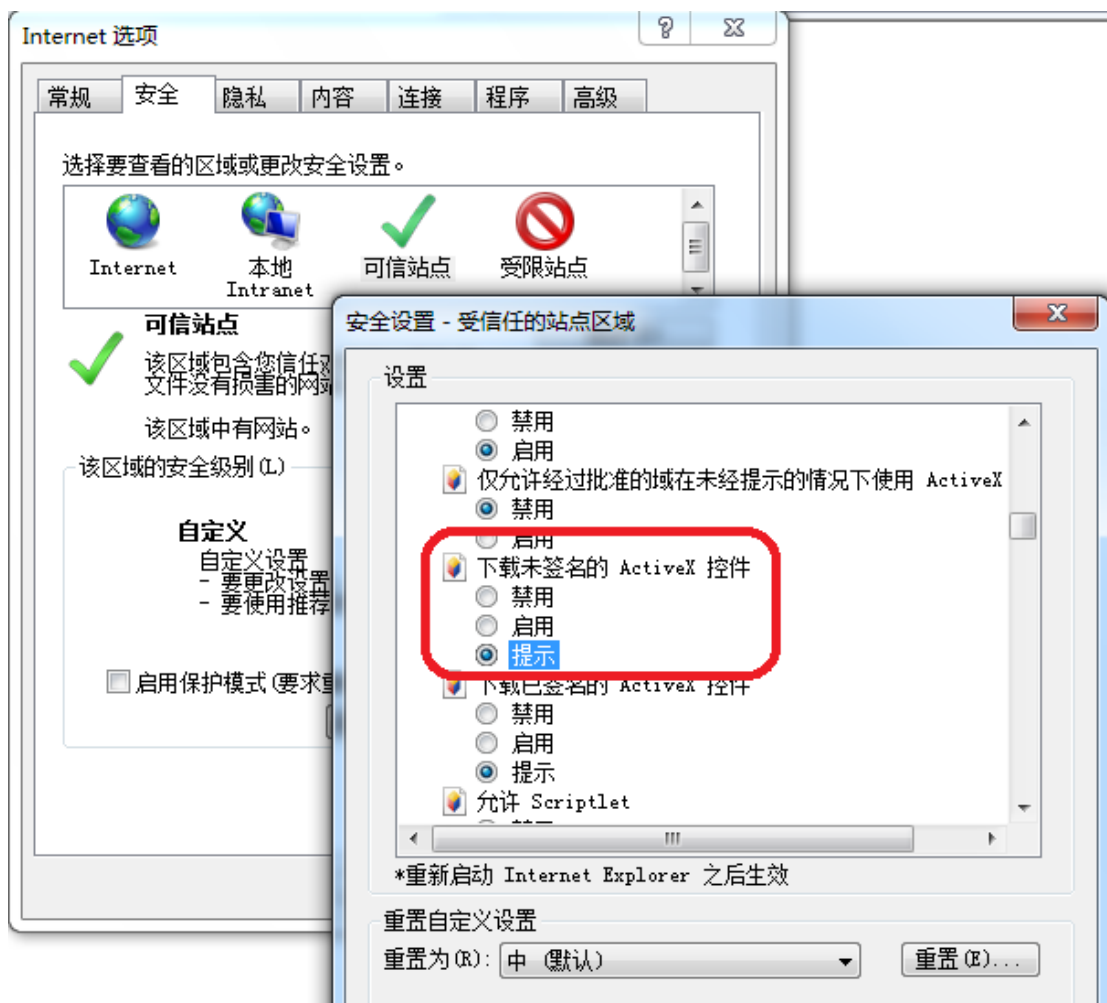 Internet 选项
常规 安全 隐私 内容 连接 程序 高级
选择要查看的区域或更改安全设置。
Internet
本地
Intranet
可信站点
受限站点
可信站点
该区域包含您信任
文件没有损害的网站
该区域中有网站。
该区域的安全级别(L)
自定义
自定义设置
- 要更改设置
- 要使用推荐
启用保护模式(要求重
安全设置 - 受信任的站点区域
设置
禁用
启用
仅允许经过批准的域在未经提示的情况下使用 ActiveX
禁用
启用
下载未签名的 ActiveX 控件
禁用
启用
提示
下载已签名的 ActiveX 控件
禁用
启用
提示
允许 Scriptlet
*重新启动 Internet Explorer 之后生效
重置自定义设置
重置为(R): 中 (默认) 重置(E)...